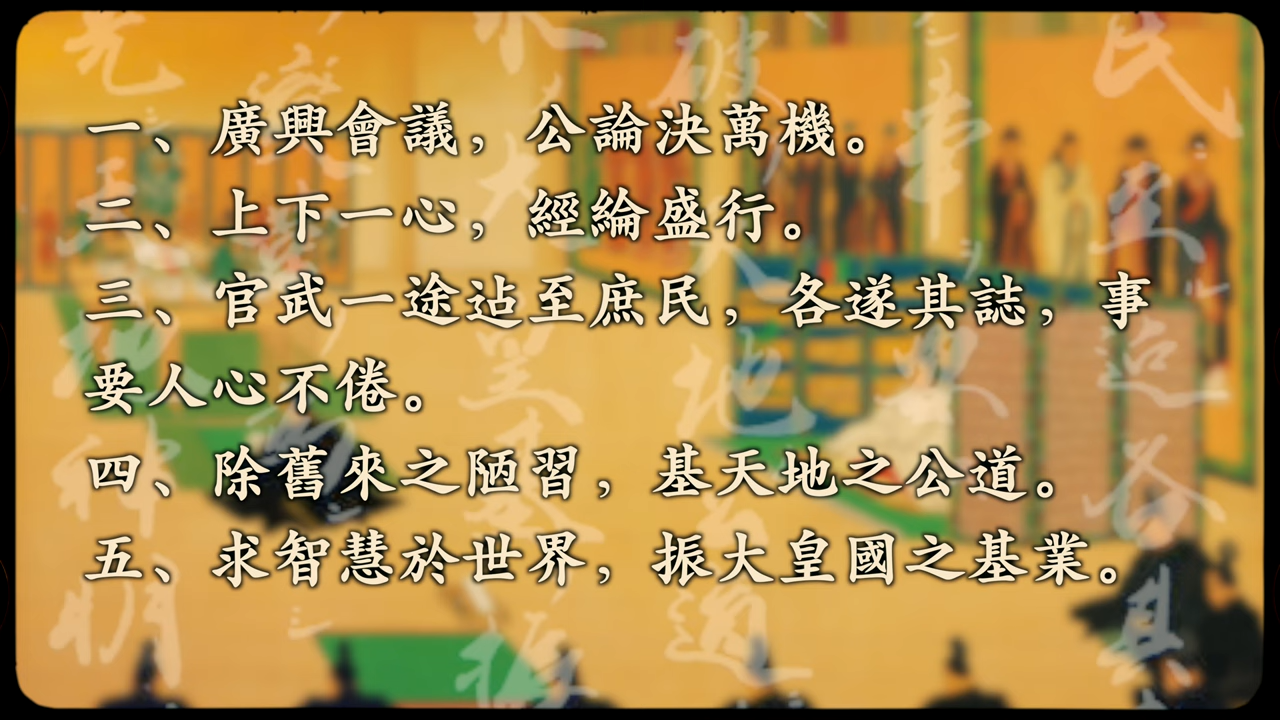 一、廣興會議，公論決萬機。
二、上下一心，經綸盛行。
三、官武一途迠至庶民，各遂其誌，事
要人心不倦。
四、除舊來之陋習，基天地之公道。
五、求智慧於世界，振大皇國之基業。